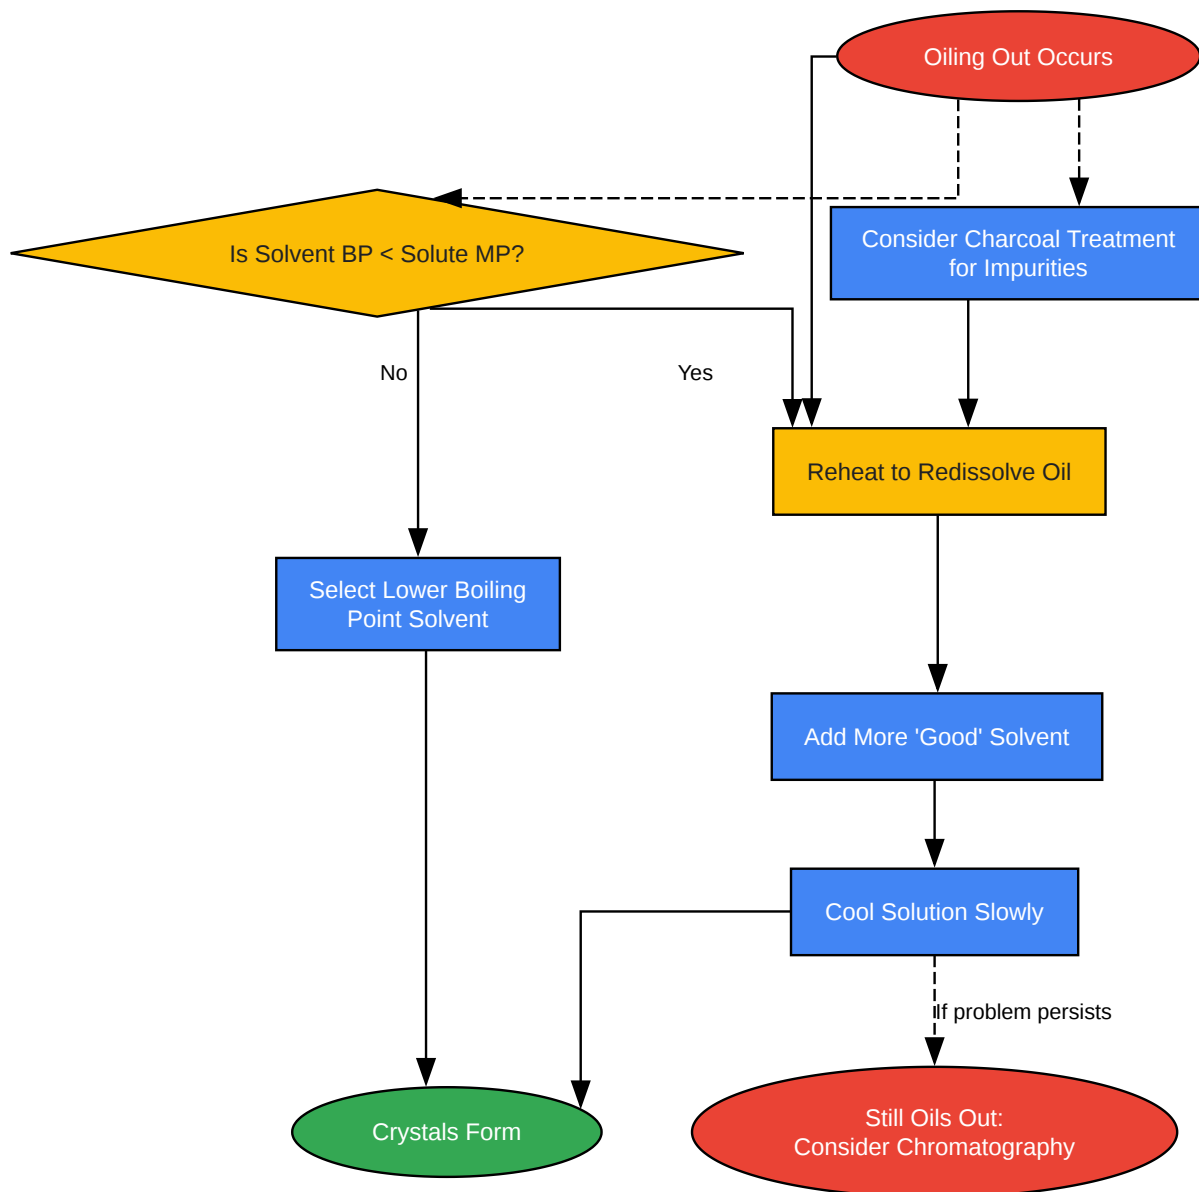 Oiling Out Occurs
Is Solvent BP < Solute MP?
Consider Charcoal Treatment
for Impurities
No
Yes
Reheat to Redissolve Oil
Select Lower Boiling
Point Solvent
Add More 'Good' Solvent
Cool Solution Slowly
If problem persists
Crystals Form
Still Oils Out:
Consider Chromatography